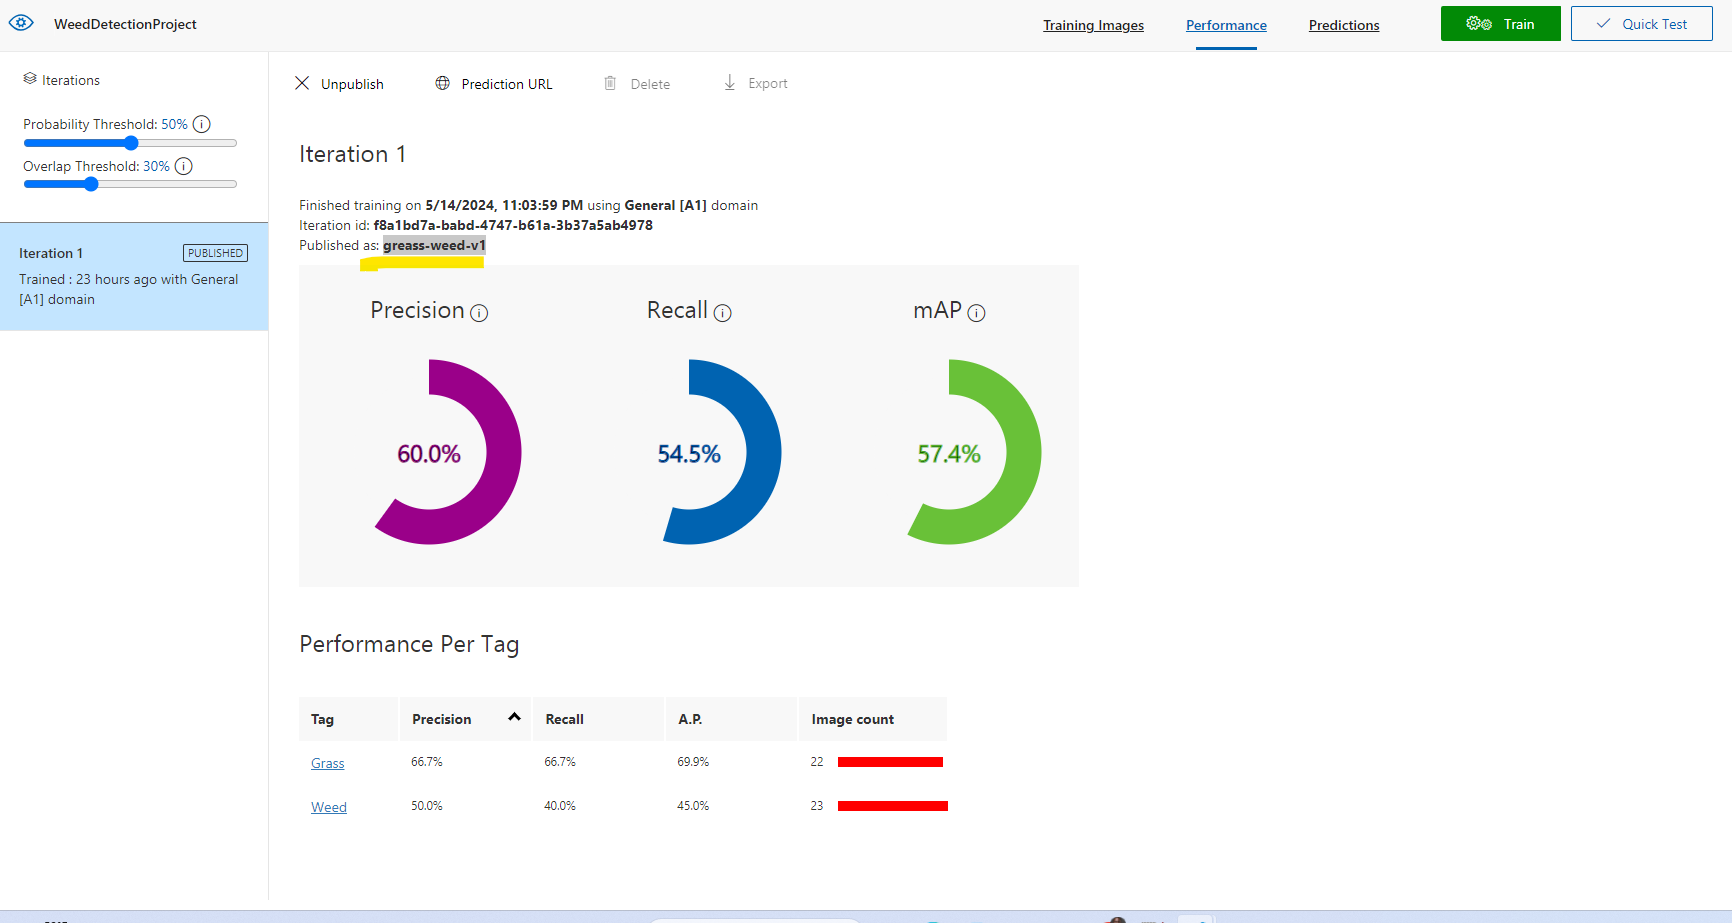 WeedDetectionProject
Training Images
Performance
Predictions
Train
Quick Test
Iterations
Probability Threshold: 50%
Overlap Threshold: 30%
Iteration 1
PUBLISHED
Trained : 23 hours ago with General
[A1] domain
Unpublish
Prediction URL
Delete
Export
Iteration 1
Finished training on 5/14/2024, 11:03:59 PM using General [A1] domain
Iteration id: f8a1bd7a-babd-4747-b61a-3b37a5ab4978
Published as: greass-weed-v1
Precision
Recall
mAP
60.0%
54.5%
57.4%
Performance Per Tag
Tag Precision Recall A.P. Image count
Grass 66.7% 66.7% 69.9% 22
Weed 50.0% 40.0% 45.0% 23